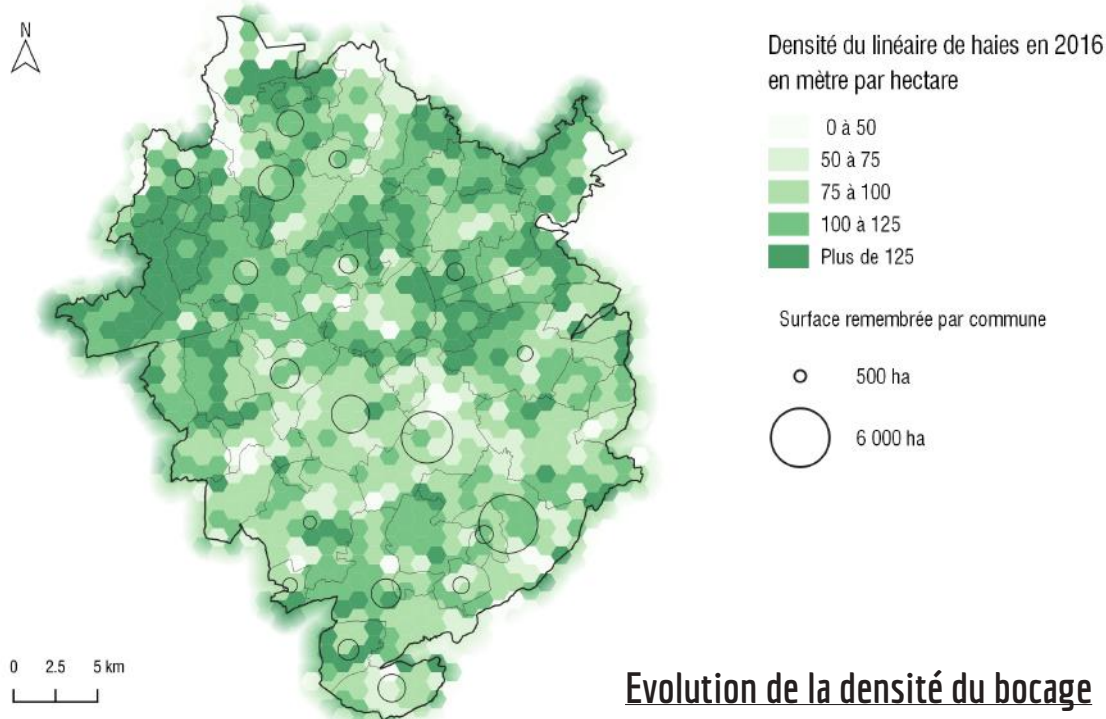 N
Densité du linéaire de haies en 2016
en mètre par hectare
0 à 50
50 à 75
75 à 100
100 à 125
Plus de 125
Surface remembrée par commune
500 ha
6 000 ha
0 2.5 5 km
Evolution de la densité du bocage